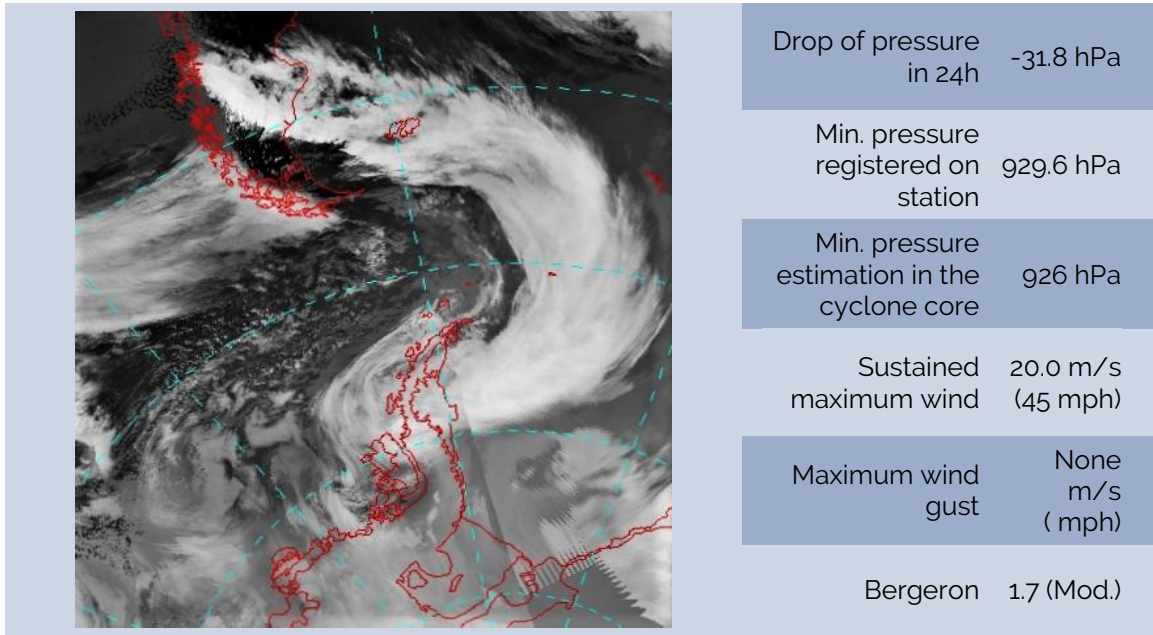 Drop of pressure
in 24h
-31.8 hPa
Min. pressure
registered on
station
929.6 hPa
Min. pressure
estimation in the
cyclone core
926 hPa
Sustained
maximum wind
20.0 m/s
(45 mph)
Maximum wind
gust
None
m/s
( mph)
Bergeron
1.7 (Mod.)